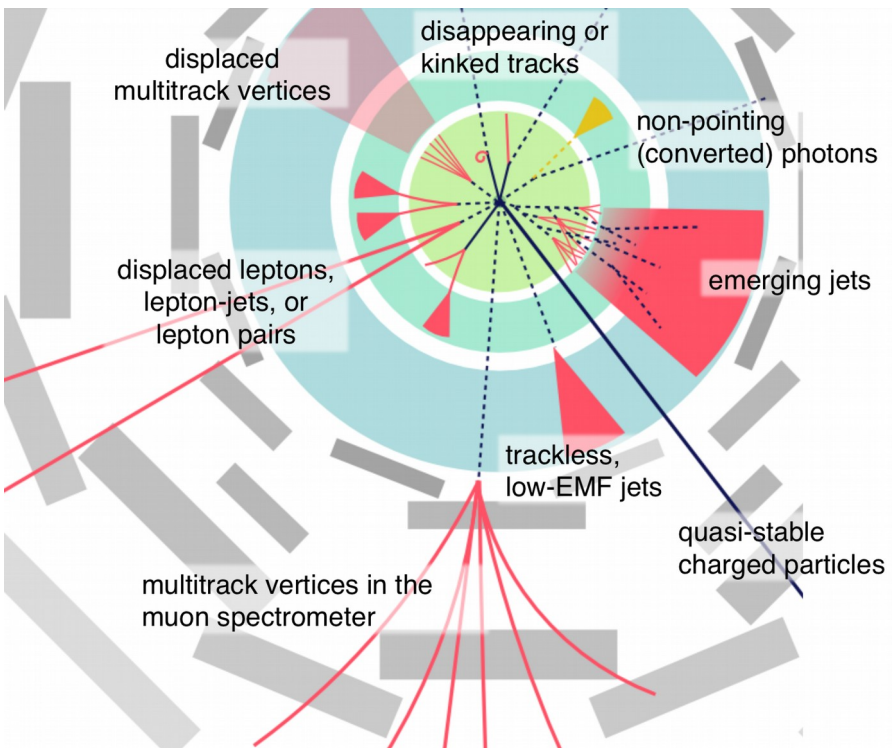 disappearing or
kinked tracks
displaced
multitrack vertices
non-pointing
(converted) photons
displaced leptons,
lepton-jets, or
lepton pairs
emerging jets
trackless,
low-EMF jets
quasi-stable
charged particles
multitrack vertices in the
muon spectrometer